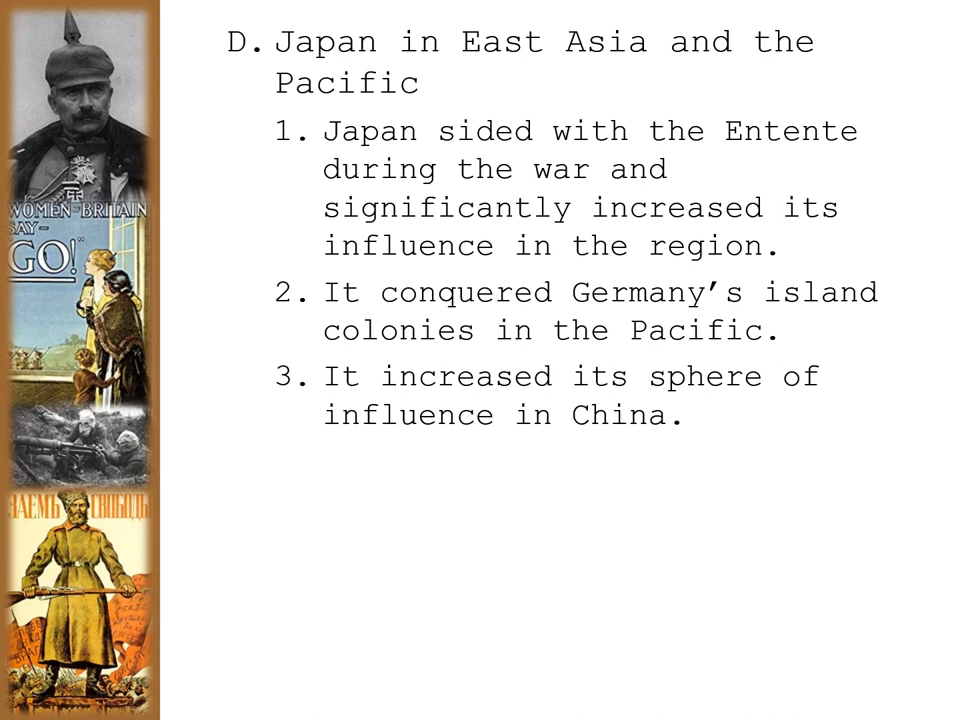 D. Japan in East Asia and the
Pacific
1. Japan sided with the Entente
during the war and
significantly increased its
influence in the region.
2. It conquered Germany’s island
colonies in the Pacific.
3. It increased its sphere of
influence in China.
WOMEN-BRITAIN
SAY-
"GO!"
ЗАЕМЪ СВОБОДЫ